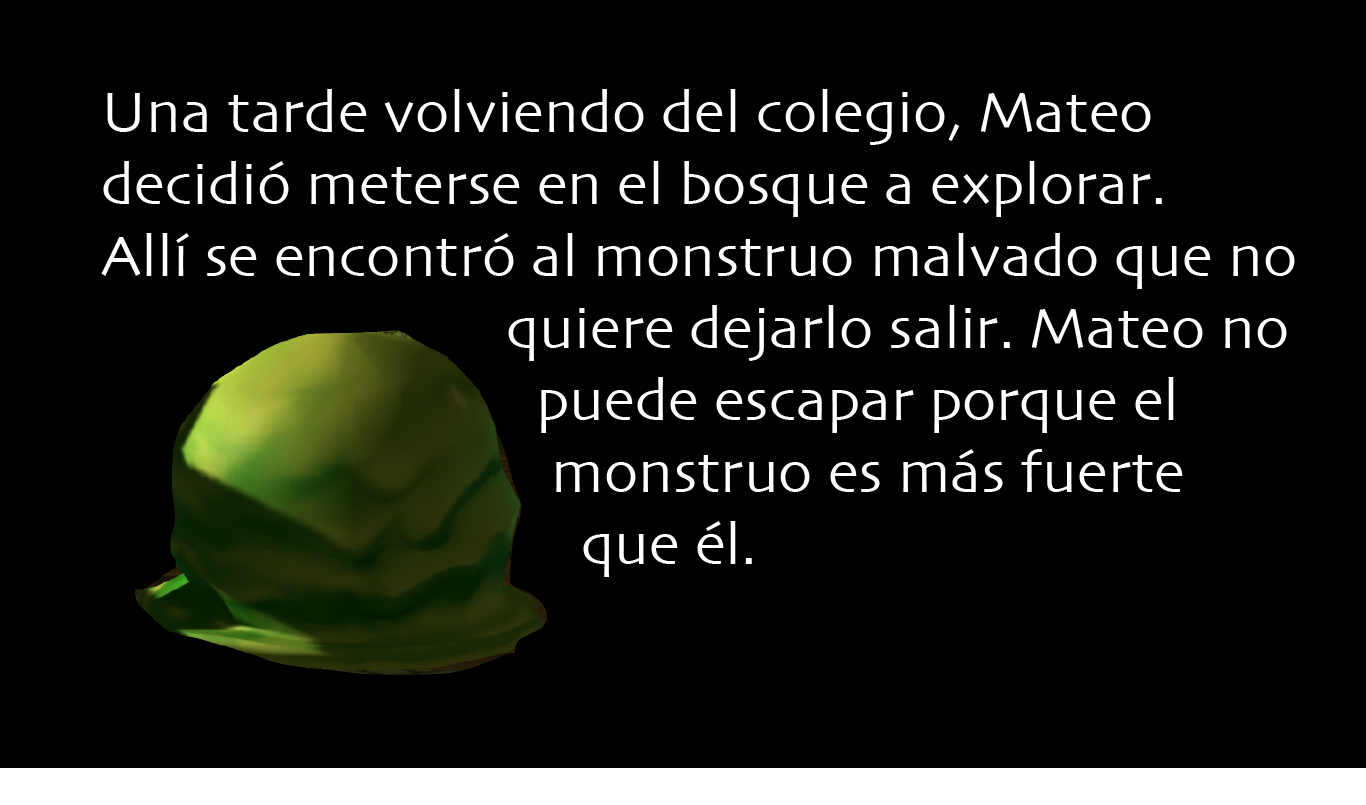 Una tarde volviendo del colegio, Mateo
decidió meterse en el bosque a explorar.
Allí se encontró al monstruo malvado que no
quiere dejarlo salir. Mateo no
puede escapar porque el
monstruo es más fuerte
que él.